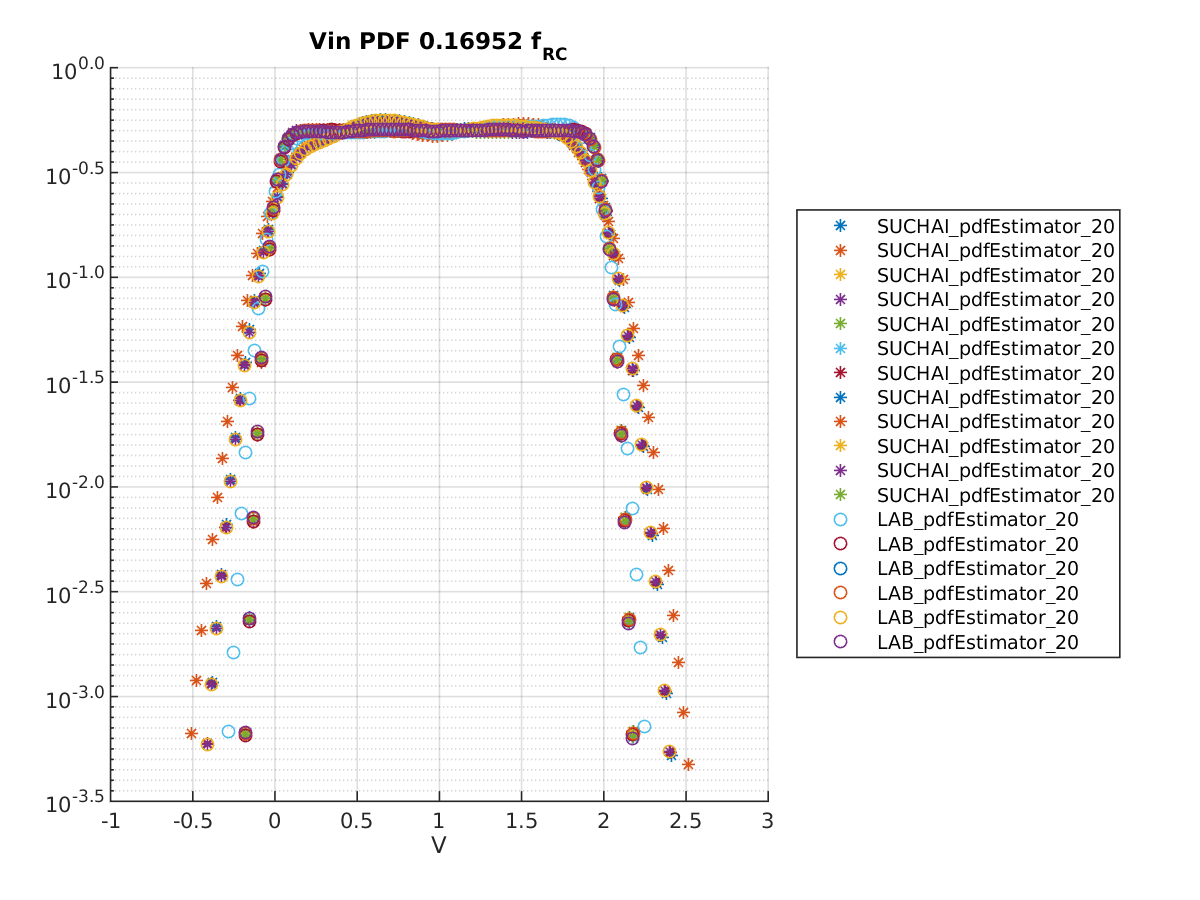 Vin PDF 0.16952 f_RC
10^0.0
10^-0.5
10^-1.0
10^-1.5
10^-2.0
10^-2.5
10^-3.0
10^-3.5
-1 -0.5 0 0.5 1 1.5 2 2.5 3
V
SUCHAI_pdfEstimator_20
SUCHAI_pdfEstimator_20
SUCHAI_pdfEstimator_20
SUCHAI_pdfEstimator_20
SUCHAI_pdfEstimator_20
SUCHAI_pdfEstimator_20
SUCHAI_pdfEstimator_20
SUCHAI_pdfEstimator_20
SUCHAI_pdfEstimator_20
SUCHAI_pdfEstimator_20
SUCHAI_pdfEstimator_20
SUCHAI_pdfEstimator_20
LAB_pdfEstimator_20
LAB_pdfEstimator_20
LAB_pdfEstimator_20
LAB_pdfEstimator_20
LAB_pdfEstimator_20
LAB_pdfEstimator_20